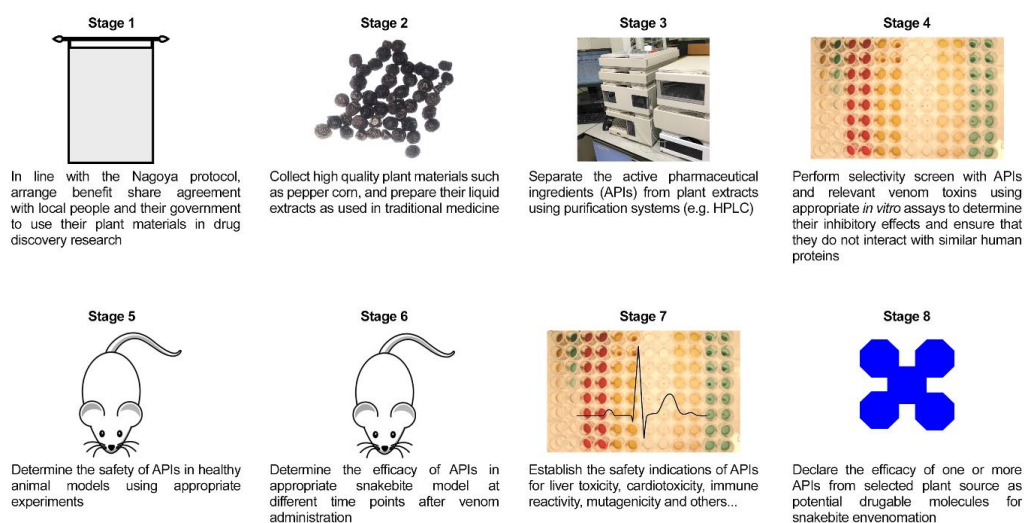 Stage 1
In line with the Nagoya protocol,
arrange benefit share agreement
with local people and their government
to use their plant materials in drug
discovery research
Stage 2
Collect high quality plant materials such
as pepper corn, and prepare their liquid
extracts as used in traditional medicine
Stage 3
Separate the active pharmaceutical
ingredients (APIs) from plant extracts
using purification systems (e.g. HPLC)
Stage 4
Perform selectivity screen with APIs
and relevant venom toxins using
appropriate in vitro assays to determine
their inhibitory effects and ensure that
they do not interact with similar human
proteins
Stage 5
Determine the safety of APIs in healthy
animal models using appropriate
experiments
Stage 6
Determine the efficacy of APIs in
appropriate snakebite model at
different time points after venom
administration
Stage 7
Establish the safety indications of APIs
for liver toxicity, cardiotoxicity, immune
reactivity, mutagenicity and others...
Stage 8
Declare the efficacy of one or more
APIs from selected plant source as
potential drugable molecules for
snakebite envenomation